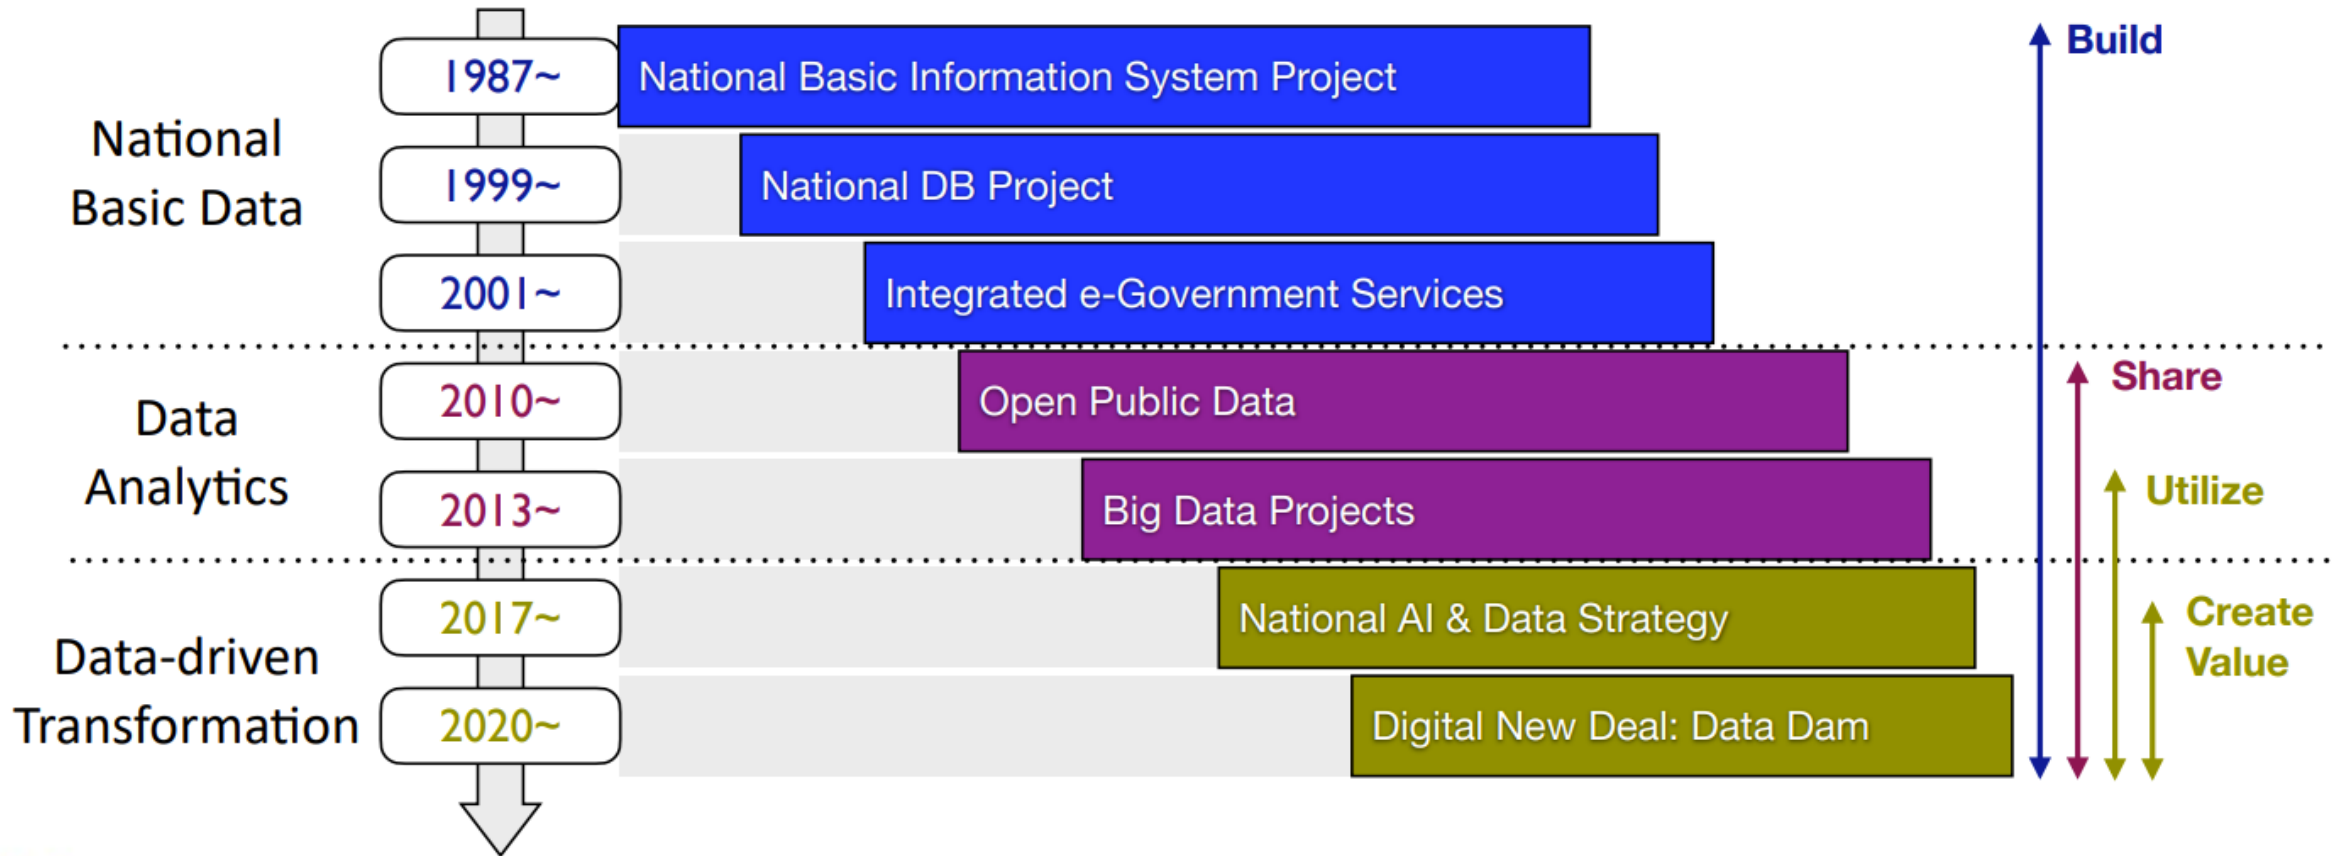 National
Basic Data
1987~
National Basic Information System Project
1999~
National DB Project
2001~
Integrated e-Government Services
Build
Data
Analytics
2010~
Open Public Data
Share
2013~
Big Data Projects
Utilize
Data-driven
Transformation
2017~
National AI & Data Strategy
2020~
Digital New Deal: Data Dam
Create
Value